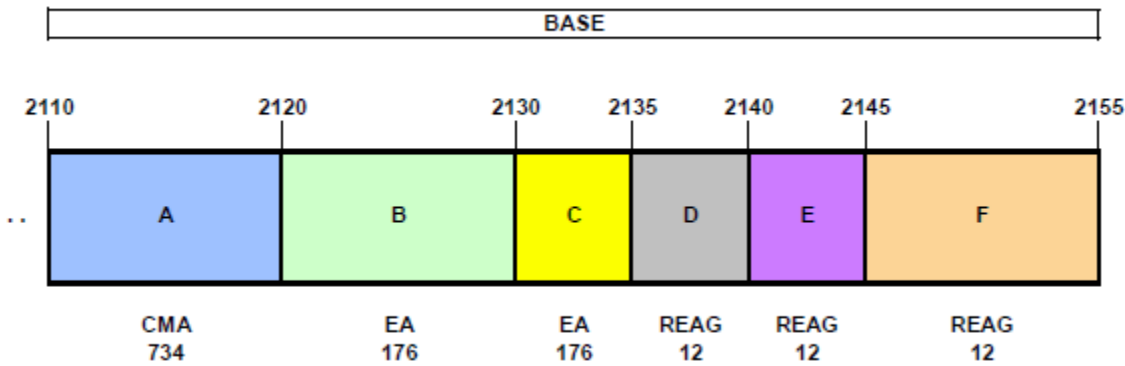 BASE
2110 2120 2130 2135 2140 2145 2155
.. A B C D E F
CMA EA EA REAG REAG REAG
734 176 176 12 12 12